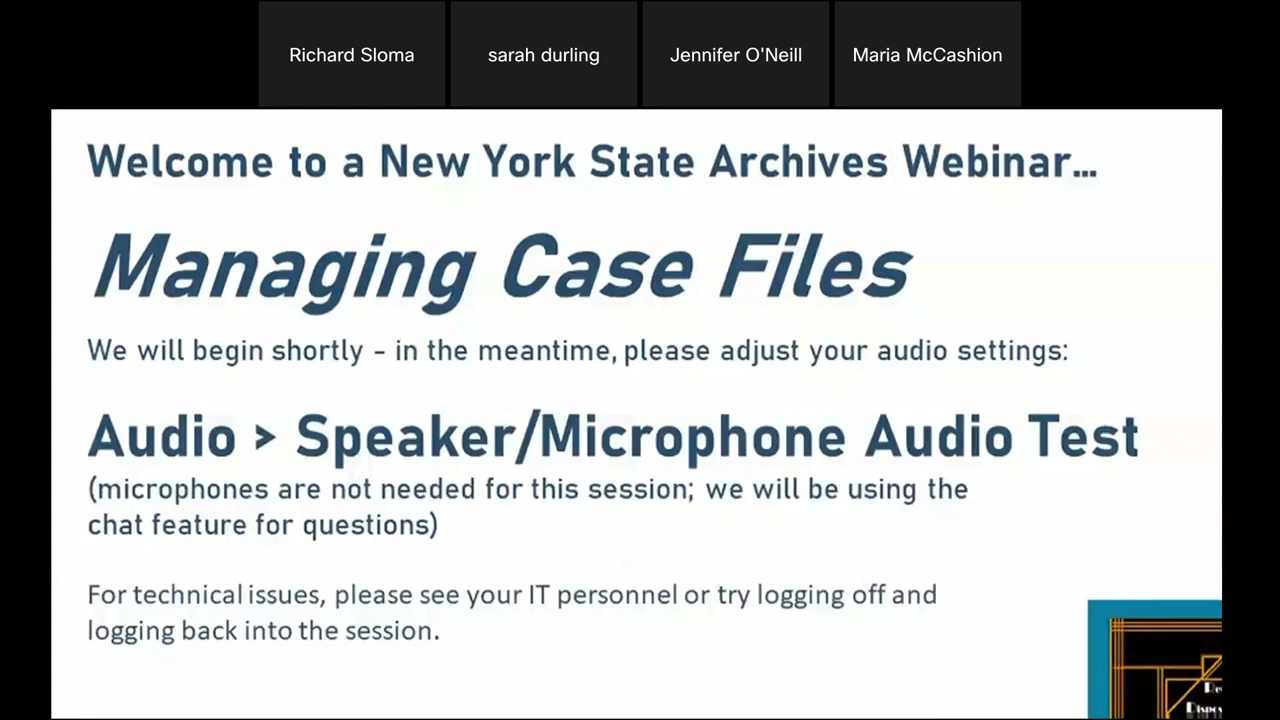 Richard Sloma
sarah durling
Jennifer O'Neill
Maria McCashion
Welcome to a New York State Archives Webinar...
Managing Case Files
We will begin shortly - in the meantime, please adjust your audio settings:
Audio > Speaker/Microphone Audio Test
(microphones are not needed for this session; we will be using the
chat feature for questions)
For technical issues, please see your IT personnel or try logging off and
logging back into the session.